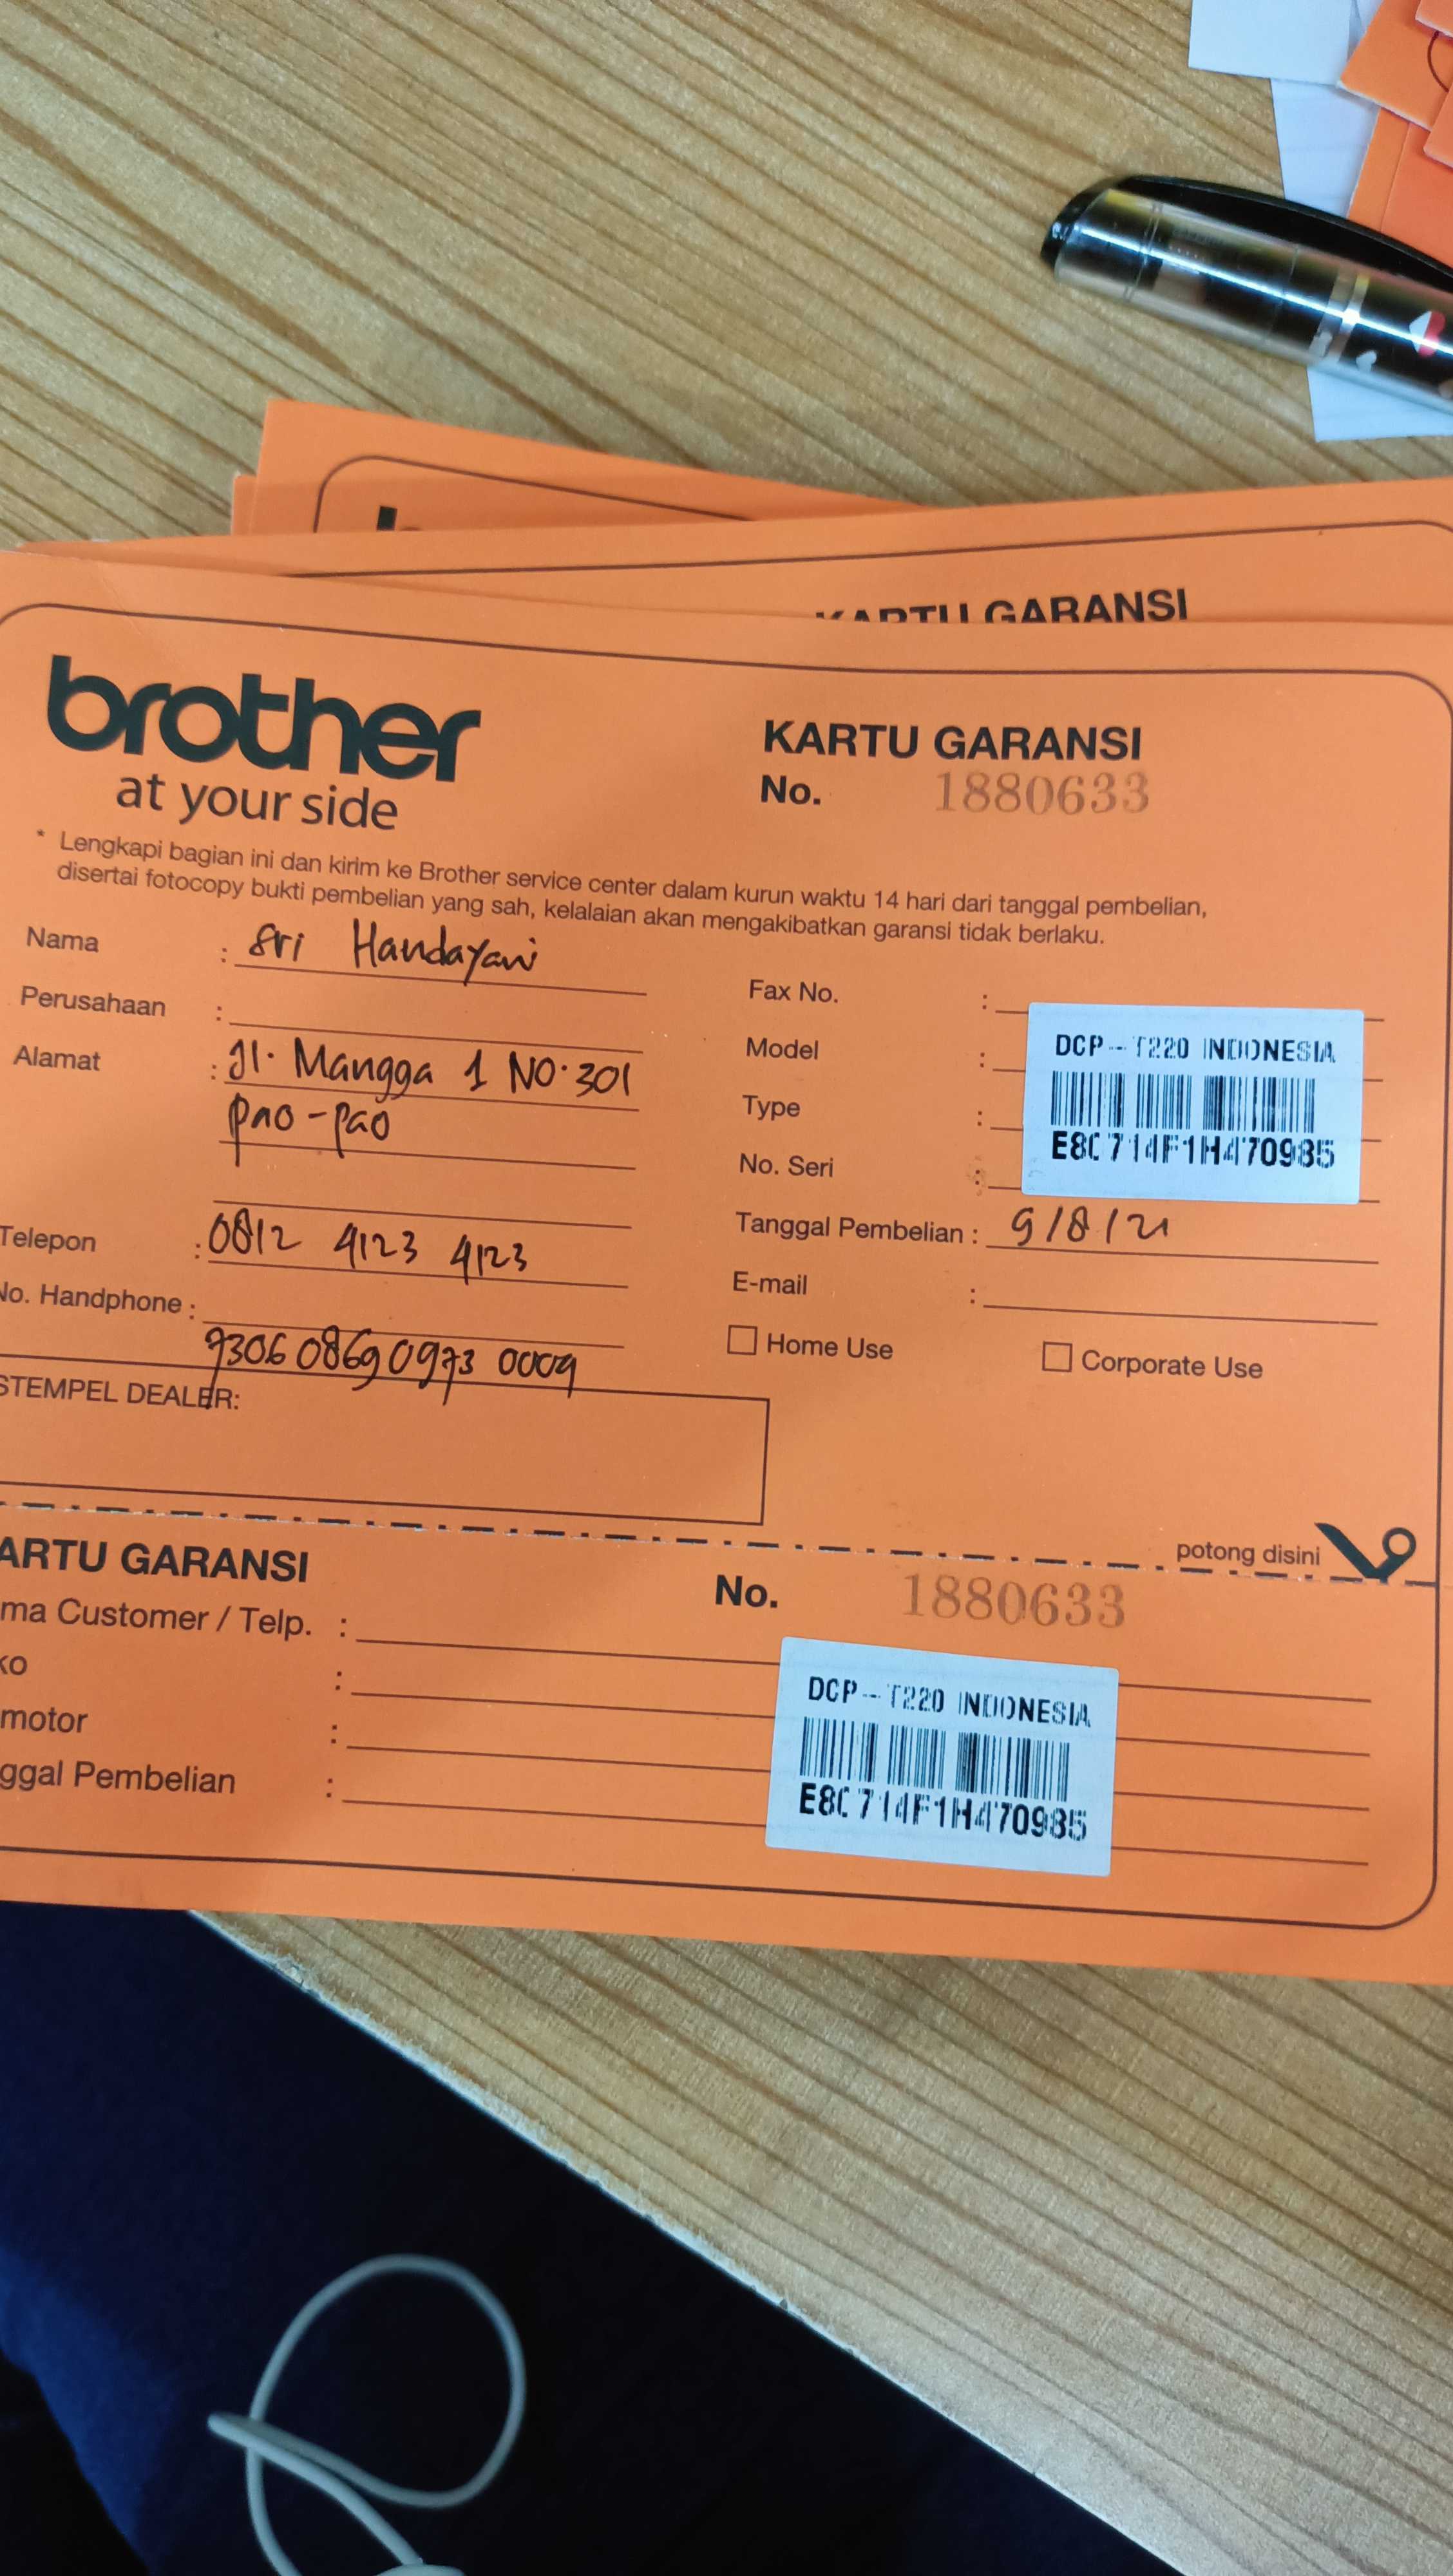 KARTU GARANSI
brother
at your side
KARTU GARANSI
No. 1880633
* Lengkapi bagian ini dan kirim ke Brother service center dalam kurun waktu 14 hari dari tanggal pembelian,
disertai fotocopy bukti pembelian yang sah, kelalaian akan mengakibatkan garansi tidak berlaku.
Nama : Sri Handayani
Perusahaan :
Alamat : Jl. Mangga 1 NO. 301
pao-pao
Telepon : 0812 4123 4123
No. Handphone :
73060869 0973 0009
STEMPEL DEALER:
Fax No. :
Model :
Type :
No. Seri :
DCP-T220 INDONESIA
E80714F1H470985
Tanggal Pembelian : 9/8/21
E-mail :
Home Use
Corporate Use
potong disini
ARTU GARANSI
No. 1880633
ma Customer / Telp. :
ko :
motor :
ggal Pembelian :
DCP-T220 INDONESIA
E80714F1H470985